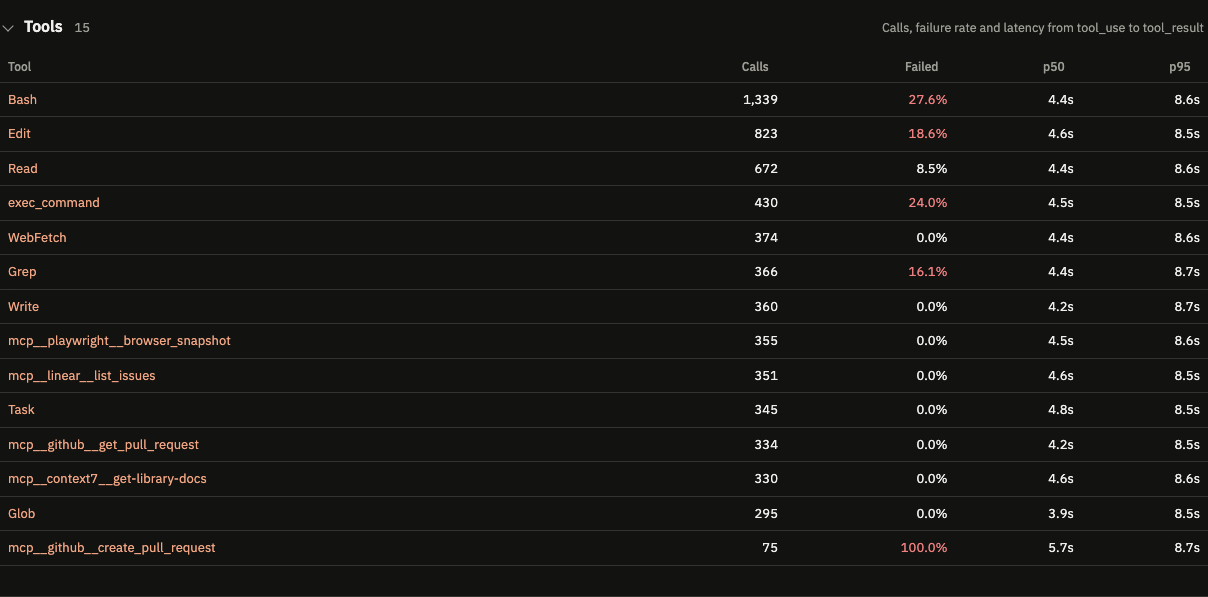 Tools 15 Calls, failure rate and latency from tool_use to tool_result
Tool Calls Failed p50 p95
Bash 1,339 27.6% 4.4s 8.6s
Edit 823 18.6% 4.6s 8.5s
Read 672 8.5% 4.4s 8.6s
exec_command 430 24.0% 4.5s 8.5s
WebFetch 374 0.0% 4.4s 8.6s
Grep 366 16.1% 4.4s 8.7s
Write 360 0.0% 4.2s 8.7s
mcp__playwright__browser_snapshot 355 0.0% 4.5s 8.6s
mcp__linear__list_issues 351 0.0% 4.6s 8.5s
Task 345 0.0% 4.8s 8.5s
mcp__github__get_pull_request 334 0.0% 4.2s 8.5s
mcp__context7__get-library-docs 330 0.0% 4.6s 8.6s
Glob 295 0.0% 3.9s 8.5s
mcp__github__create_pull_request 75 100.0% 5.7s 8.7s